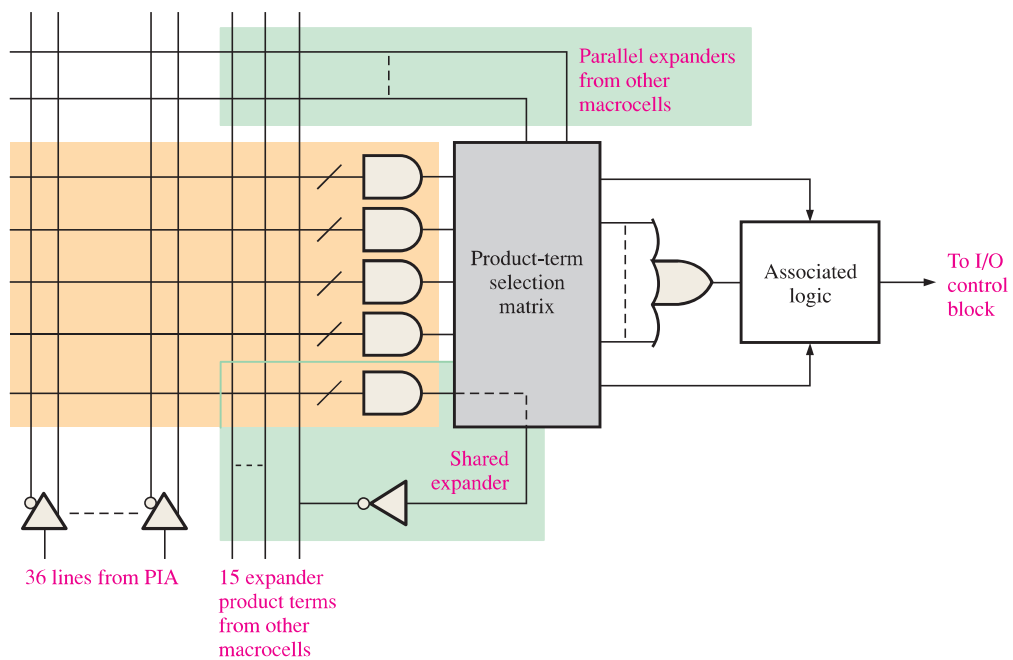 Parallel expanders
from other
macrocells
Product-term
selection
matrix
Associated
logic
To I/O
control
block
Shared
expander
36 lines from PIA
15 expander
product terms
from other
macrocells